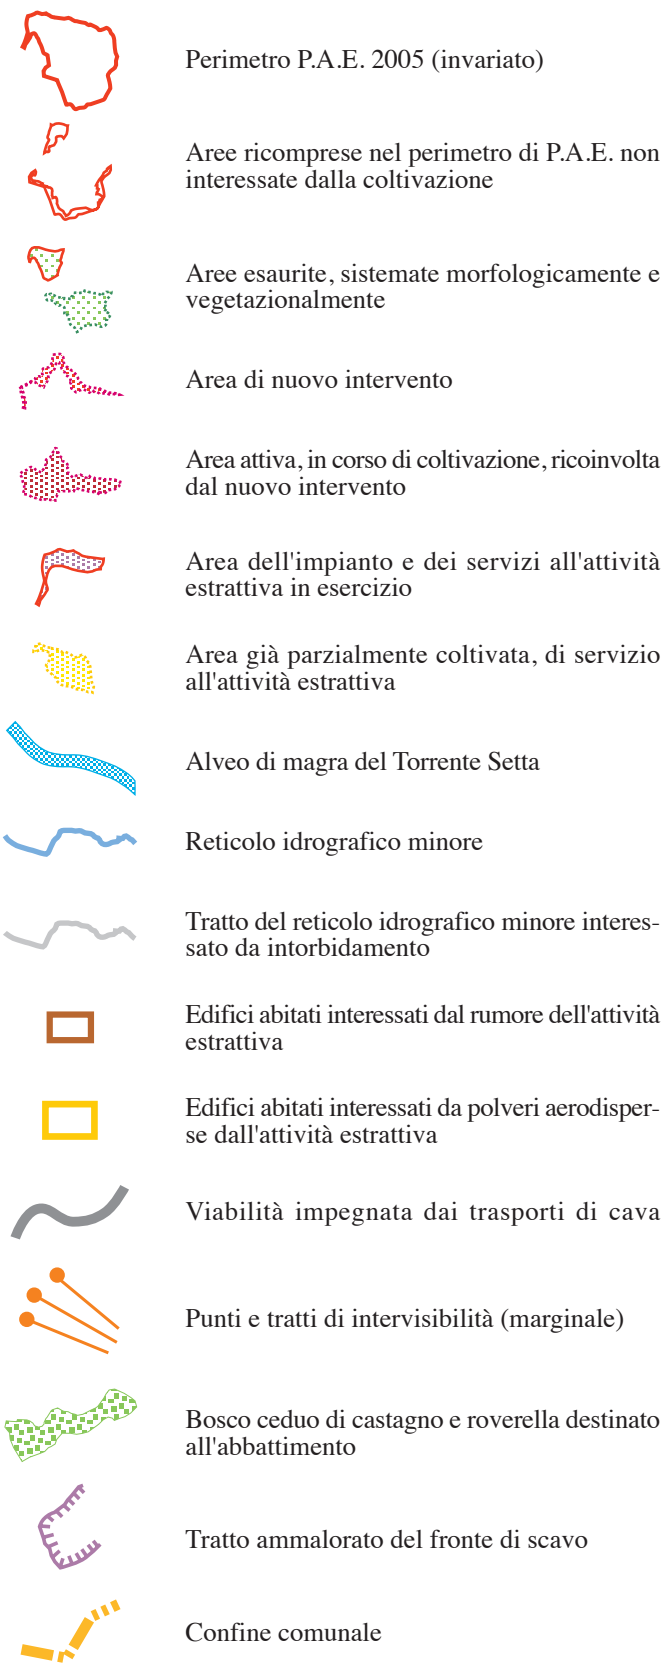 Perimetro P.A.E. 2005 (invariato)
Aree ricomprese nel perimetro di P.A.E. non
interessate dalla coltivazione
Aree esaurite, sistemate morfologicamente e
vegetazionalmente
Area di nuovo intervento
Area attiva, in corso di coltivazione, ricoinvolta
dal nuovo intervento
Area dell'impianto e dei servizi all'attività
estrattiva in esercizio
Area già parzialmente coltivata, di servizio
all'attività estrattiva
Alveo di magra del Torrente Setta
Reticolo idrografico minore
Tratto del reticolo idrografico minore interes-
sato da intorbidamento
Edifici abitati interessati dal rumore dell'attività
estrattiva
Edifici abitati interessati da polveri aerodisper-
se dall'attività estrattiva
Viabilità impegnata dai trasporti di cava
Punti e tratti di intervisibilità (marginale)
Bosco ceduo di castagno e roverella destinato
all'abbattimento
Tratto ammalorato del fronte di scavo
Confine comunale